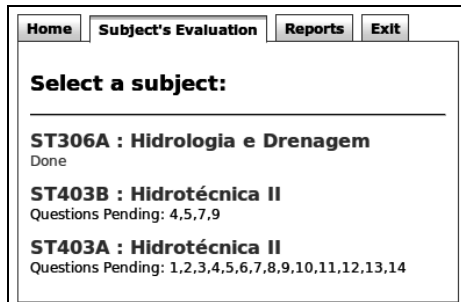 Home Subject's Evaluation Reports Exit
Select a subject:
ST306A : Hidrologia e Drenagem
Done
ST403B : Hidrotécnica II
Questions Pending: 4,5,7,9
ST403A : Hidrotécnica II
Questions Pending: 1,2,3,4,5,6,7,8,9,10,11,12,13,14